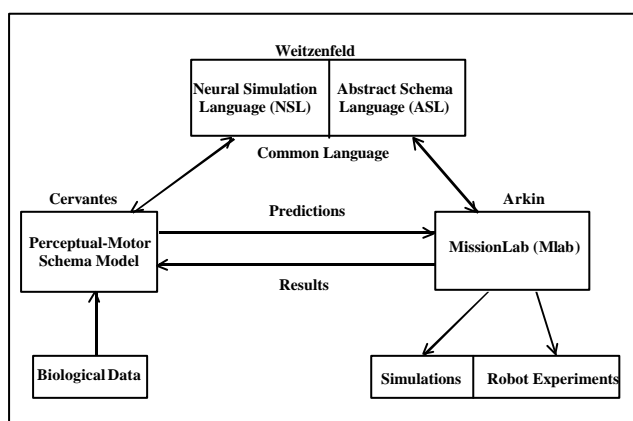 Weitzenfeld
Neural Simulation
Language (NSL)
Abstract Schema
Language (ASL)
Common Language
Cervantes
Arkin
Predictions
Perceptual-Motor
Schema Model
MissionLab (Mlab)
Results
Biological Data
Simulations
Robot Experiments